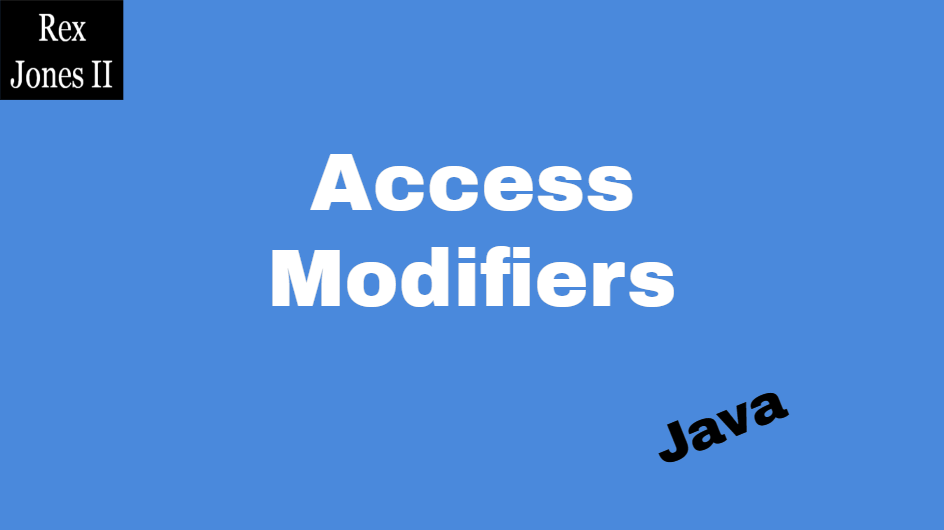 Rex
Jones II
Access
Modifiers
Java